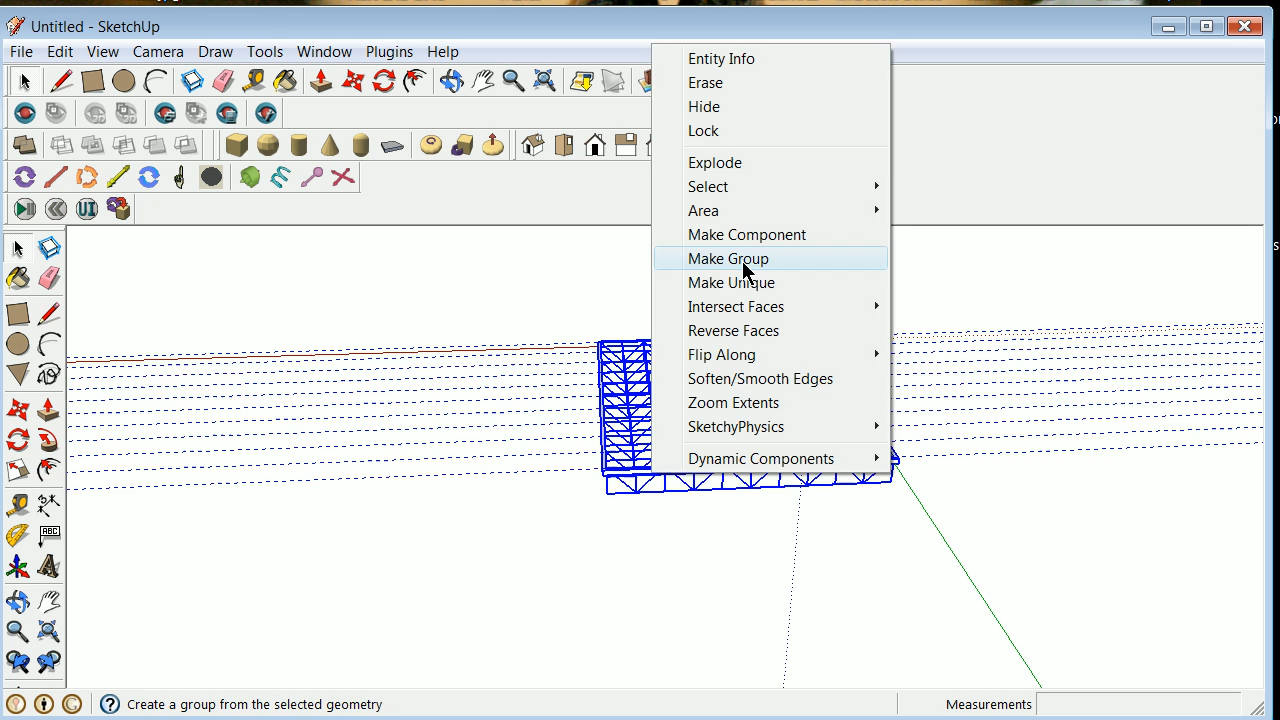 Untitled - SketchUp
File Edit View Camera Draw Tools Window Plugins Help
Entity Info
Erase
Hide
Lock
Explode
Select
Area
Make Component
Make Group
Make Unique
Intersect Faces
Reverse Faces
Flip Along
Soften/Smooth Edges
Zoom Extents
SketchyPhysics
Dynamic Components
UI
ABC
Create a group from the selected geometry
Measurements